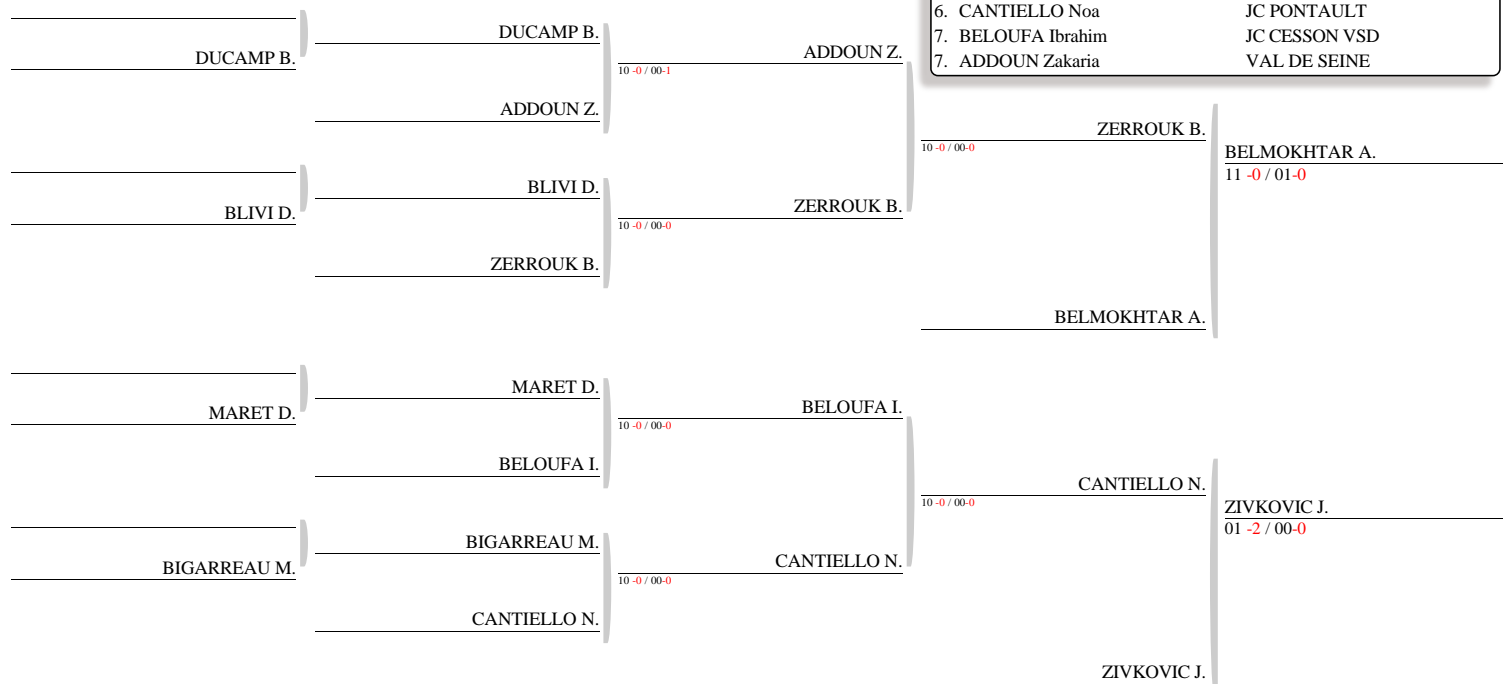 6. CANTIELLO Noa JC PONTAULT
7. BELOUFA Ibrahim JC CESSON VSD
7. ADDOUN Zakaria VAL DE SEINE
DUCAMP B.
DUCAMP B.
ADDOUN Z.
10 -0 / 00-1
ADDOUN Z.
ZERROUK B.
10 -0 / 00-0
BELMOKHTAR A.
11 -0 / 01-0
BLIVI D.
BLIVI D.
ZERROUK B.
10 -0 / 00-0
ZERROUK B.
BELMOKHTAR A.
MARET D.
MARET D.
BELOUFA I.
10 -0 / 00-0
BELOUFA I.
CANTIELLO N.
10 -0 / 00-0
ZIVKOVIC J.
01 -2 / 00-0
BIGARREAU M.
BIGARREAU M.
CANTIELLO N.
10 -0 / 00-0
CANTIELLO N.
ZIVKOVIC J.